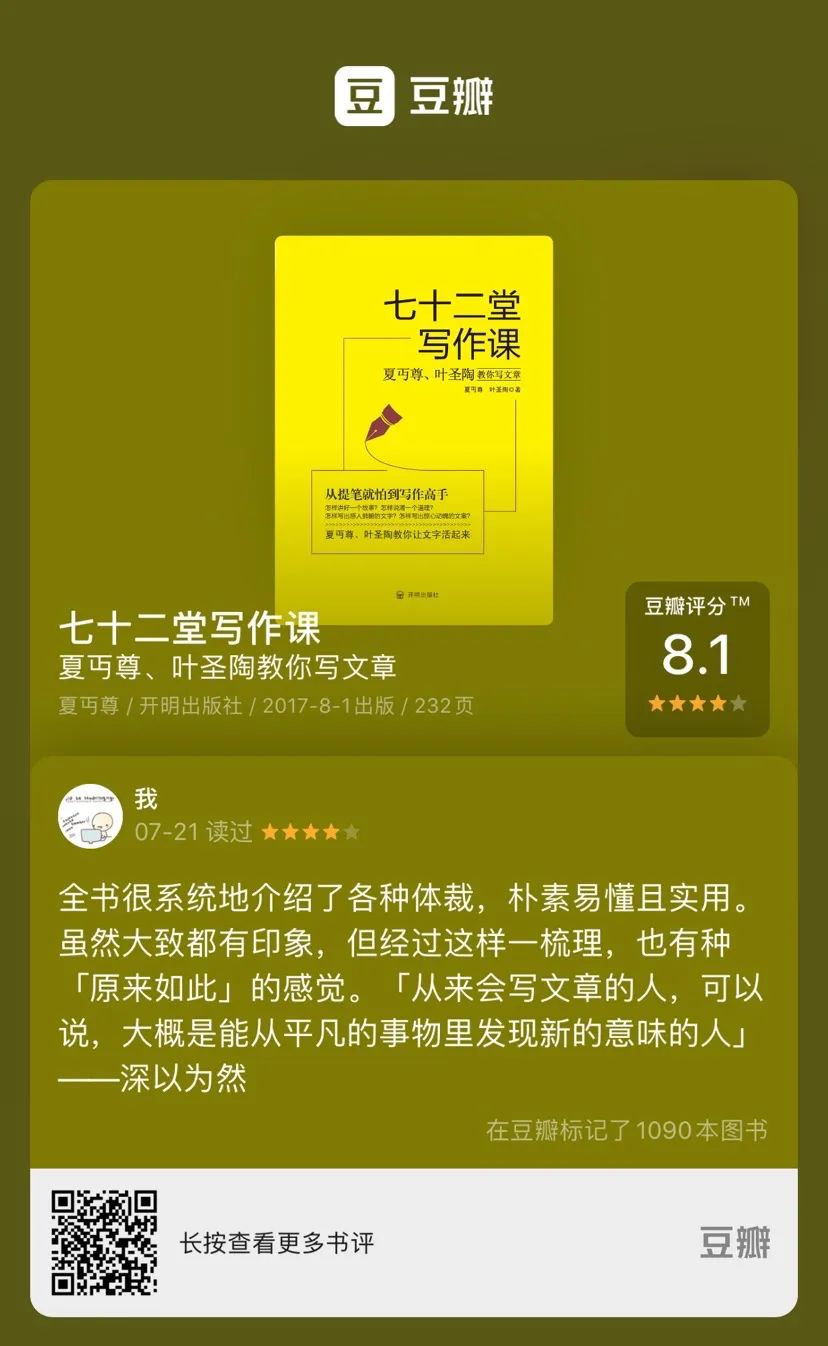 豆 豆瓣
七十二堂
写作课
夏丏尊、叶圣陶教你写文章
夏丏尊 叶圣陶◎著
从提笔就怕到写作高手
怎样讲好一个故事？怎样说清一个道理？
怎样写出感人肺腑的文字？怎样写出惊心动魄的文章？
夏丏尊、叶圣陶教你让文字活起来
开明出版社
七十二堂写作课
夏丏尊、叶圣陶教你写文章
夏丏尊 / 开明出版社 / 2017-8-1出版 / 232页
豆瓣评分™
8.1
我
07-21 读过
全书很系统地介绍了各种体裁，朴素易懂且实用。
虽然大致都有印象，但经过这样一梳理，也有种
「原来如此」的感觉。「从来会写文章的人，可以
说，大概是能从平凡的事物里发现新的意味的人」
——深以为然
在豆瓣标记了1090本图书
长按查看更多书评
豆瓣